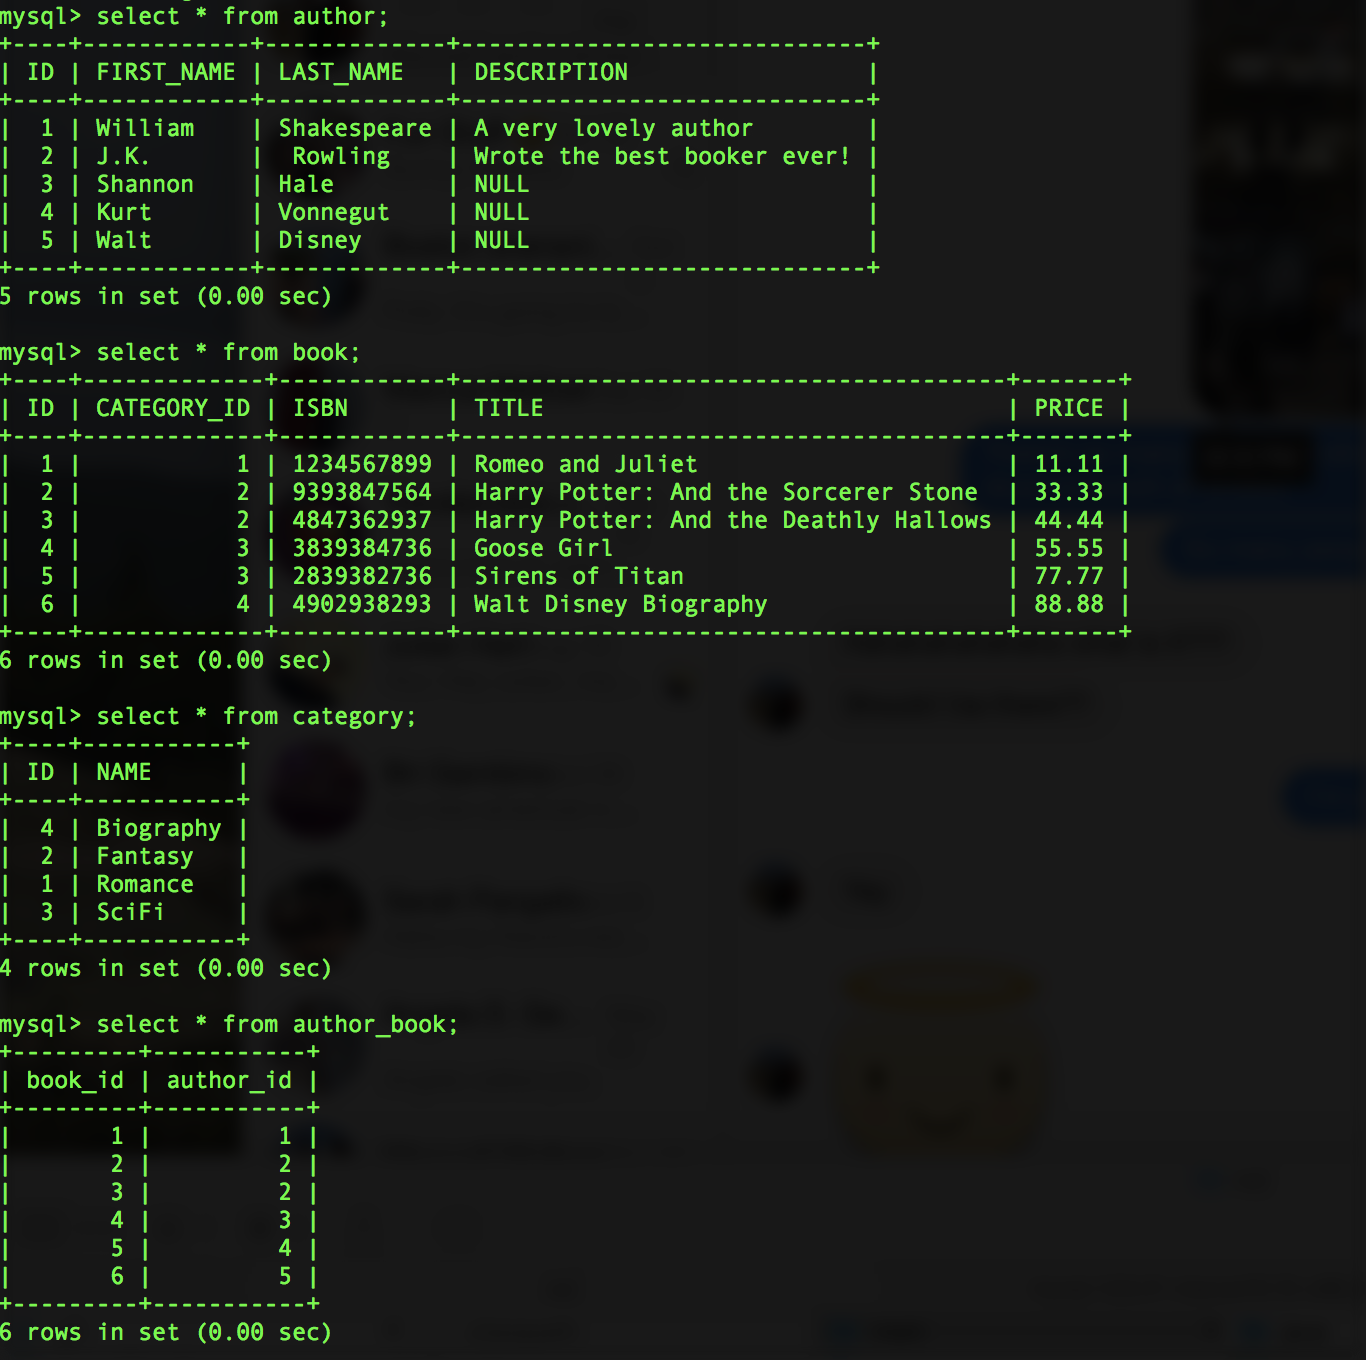 mysql> select * from author;
+----+------------+-------------+-----------------------------+
| ID | FIRST_NAME | LAST_NAME   | DESCRIPTION                 |
+----+------------+-------------+-----------------------------+
|  1 | William    | Shakespeare | A very lovely author        |
|  2 | J.K.       |  Rowling    | Wrote the best booker ever! |
|  3 | Shannon    | Hale        | NULL                        |
|  4 | Kurt       | Vonnegut    | NULL                        |
|  5 | Walt       | Disney      | NULL                        |
+----+------------+-------------+-----------------------------+
5 rows in set (0.00 sec)
mysql> select * from book;
+----+-------------+------------+--------------------------------------+-------+
| ID | CATEGORY_ID | ISBN       | TITLE                                | PRICE |
+----+-------------+------------+--------------------------------------+-------+
|  1 |           1 | 1234567899 | Romeo and Juliet                     | 11.11 |
|  2 |           2 | 9393847564 | Harry Potter: And the Sorcerer Stone | 33.33 |
|  3 |           2 | 4847362937 | Harry Potter: And the Deathly Hallows | 44.44 |
|  4 |           3 | 3839384736 | Goose Girl                           | 55.55 |
|  5 |           3 | 2839382736 | Sirens of Titan                      | 77.77 |
|  6 |           4 | 4902938293 | Walt Disney Biography                | 88.88 |
+----+-------------+------------+--------------------------------------+-------+
6 rows in set (0.00 sec)
mysql> select * from category;
+----+-----------+
| ID | NAME      |
+----+-----------+
|  4 | Biography |
|  2 | Fantasy   |
|  1 | Romance   |
|  3 | SciFi     |
+----+-----------+
4 rows in set (0.00 sec)
mysql> select * from author_book;
+---------+-----------+
| book_id | author_id |
+---------+-----------+
|       1 |         1 |
|       2 |         2 |
|       3 |         2 |
|       4 |         3 |
|       5 |         4 |
|       6 |         5 |
+---------+-----------+
6 rows in set (0.00 sec)